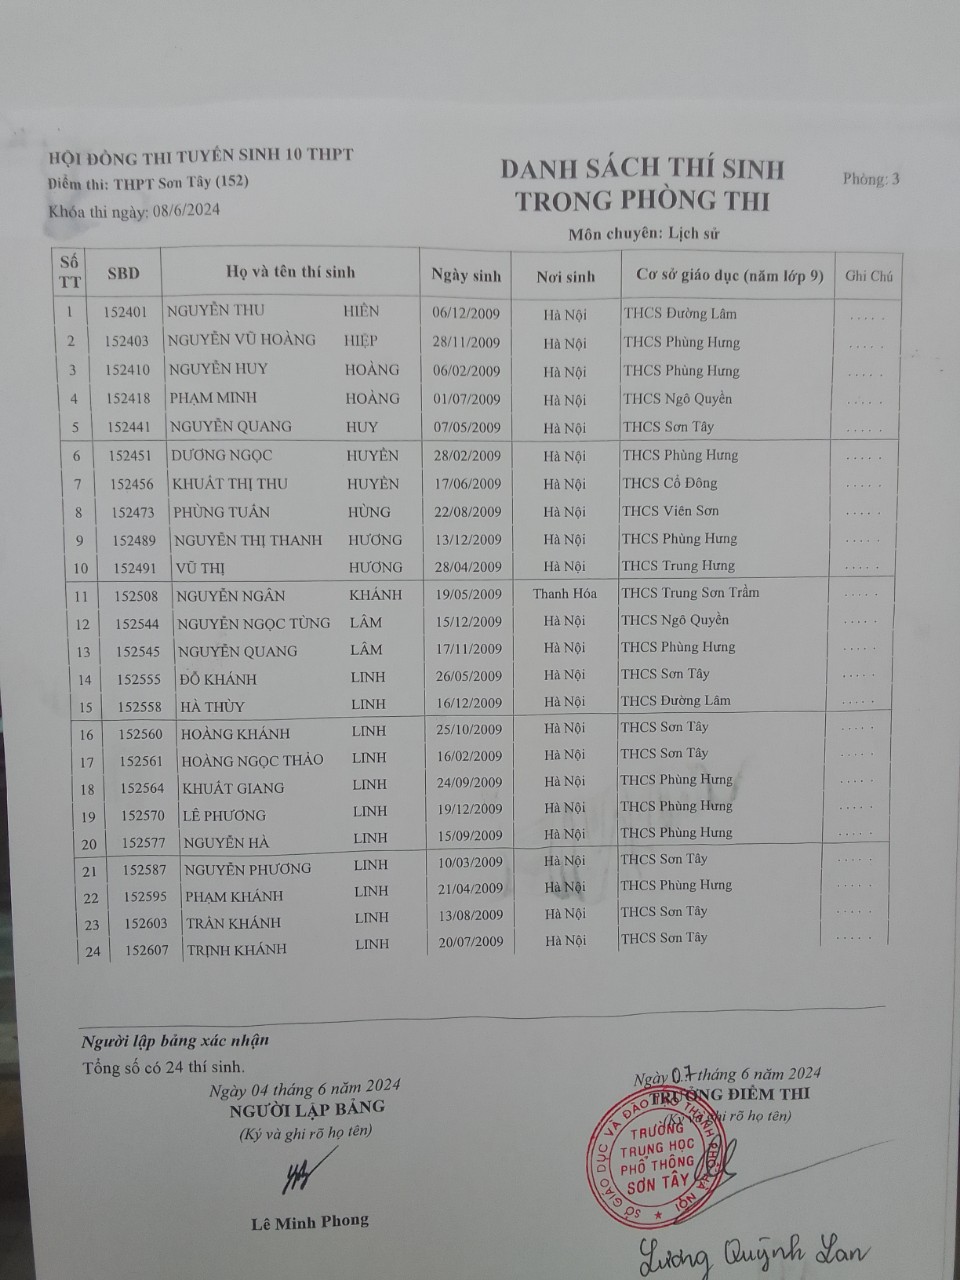 HỘI ĐỒNG THI TUYỂN SINH 10 THPT
Điểm thi: THPT Sơn Tây (152)
Khóa thi ngày: 08/6/2024
DANH SÁCH THÍ SINH
TRONG PHÒNG THI
Môn chuyên: Lịch sử
Phòng: 3
Số TT SBD Họ và tên thí sinh Ngày sinh Nơi sinh Cơ sở giáo dục (năm lớp 9) Ghi Chú
1 152401 NGUYỄN THU HIỀN 06/12/2009 Hà Nội THCS Đường Lâm .....
2 152403 NGUYỄN VŨ HOÀNG HIỆP 28/11/2009 Hà Nội THCS Phùng Hưng .....
3 152410 NGUYỄN HUY HOÀNG 06/02/2009 Hà Nội THCS Phùng Hưng .....
4 152418 PHẠM MINH HOÀNG 01/07/2009 Hà Nội THCS Ngô Quyền .....
5 152441 NGUYỄN QUANG HUY 07/05/2009 Hà Nội THCS Sơn Tây .....
6 152451 DƯƠNG NGỌC HUYỀN 28/02/2009 Hà Nội THCS Phùng Hưng .....
7 152456 KHUẤT THỊ THU HUYỀN 17/06/2009 Hà Nội THCS Cổ Đông .....
8 152473 PHÙNG TUẤN HÙNG 22/08/2009 Hà Nội THCS Viên Sơn .....
9 152489 NGUYỄN THỊ THANH HƯƠNG 13/12/2009 Hà Nội THCS Phùng Hưng .....
10 152491 VŨ THỊ HƯƠNG 28/04/2009 Hà Nội THCS Trung Hưng .....
11 152508 NGUYỄN NGÂN KHÁNH 19/05/2009 Thanh Hóa THCS Trung Sơn Trầm .....
12 152544 NGUYỄN NGỌC TÙNG LÂM 15/12/2009 Hà Nội THCS Ngô Quyền .....
13 152545 NGUYỄN QUANG LÂM 17/11/2009 Hà Nội THCS Phùng Hưng .....
14 152555 ĐỖ KHÁNH LINH 26/05/2009 Hà Nội THCS Sơn Tây .....
15 152558 HÀ THÙY LINH 16/12/2009 Hà Nội THCS Đường Lâm .....
16 152560 HOÀNG KHÁNH LINH 25/10/2009 Hà Nội THCS Sơn Tây .....
17 152561 HOÀNG NGỌC THẢO LINH 16/02/2009 Hà Nội THCS Sơn Tây .....
18 152564 KHUẤT GIANG LINH 24/09/2009 Hà Nội THCS Phùng Hưng .....
19 152570 LÊ PHƯƠNG LINH 19/12/2009 Hà Nội THCS Phùng Hưng .....
20 152577 NGUYỄN HÀ LINH 15/09/2009 Hà Nội THCS Phùng Hưng .....
21 152587 NGUYỄN PHƯƠNG LINH 10/03/2009 Hà Nội THCS Sơn Tây .....
22 152595 PHẠM KHÁNH LINH 21/04/2009 Hà Nội THCS Phùng Hưng .....
23 152603 TRẦN KHÁNH LINH 13/08/2009 Hà Nội THCS Sơn Tây .....
24 152607 TRỊNH KHÁNH LINH 20/07/2009 Hà Nội THCS Sơn Tây .....
Người lập bảng xác nhận
Tổng số có 24 thí sinh.
Ngày 04 tháng 6 năm 2024
NGƯỜI LẬP BẢNG
(Ký và ghi rõ họ tên)
Lê Minh Phong
Ngày 07 tháng 6 năm 2024
TRƯỞNG ĐIỂM THI
(Ký và ghi rõ họ tên)
SỞ GIÁO DỤC VÀ ĐÀO TẠO THÀNH PHỐ HÀ NỘI
TRƯỜNG
TRUNG HỌC
PHỔ THÔNG
SƠN TÂY
Lương Quỳnh Lan